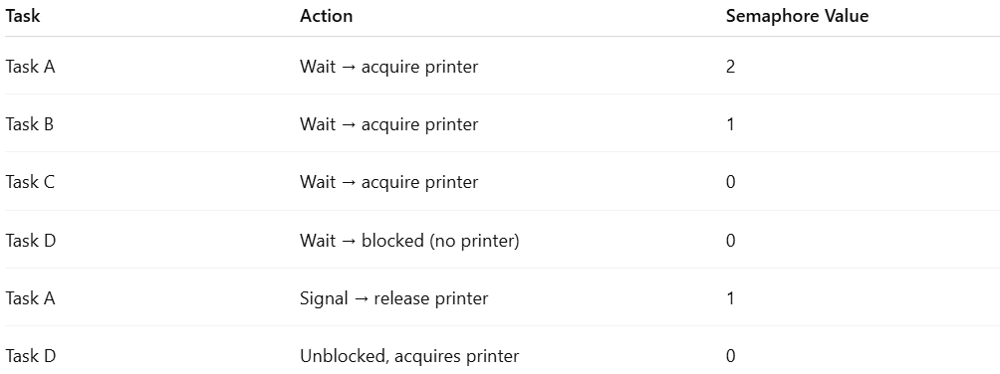 Task Action Semaphore Value
Task A Wait → acquire printer 2
Task B Wait → acquire printer 1
Task C Wait → acquire printer 0
Task D Wait → blocked (no printer) 0
Task A Signal → release printer 1
Task D Unblocked, acquires printer 0